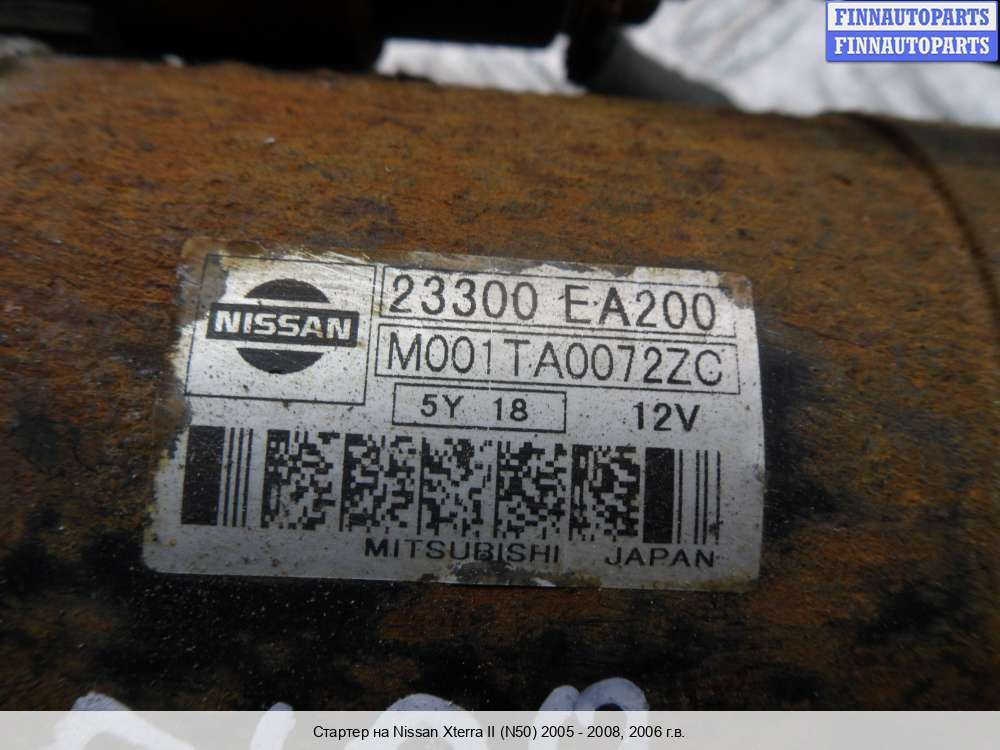 FINNAUTOPARTS
FINNAUTOPARTS
NISSAN
23300 EA200
M001TA0072ZC
5Y 18
12V
MITSUBISHI JAPAN
Стартер на Nissan Xterra II (N50) 2005 - 2008, 2006 г.в.